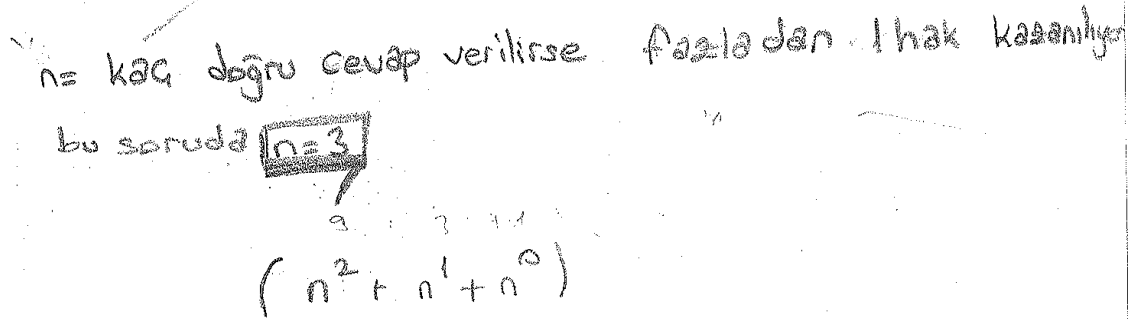 n= kaç doğru cevap verilirse fazladan 1 hak kazanılıyor
bu soruda n=3
9 3 + 1
(n² + n¹ + n⁰)